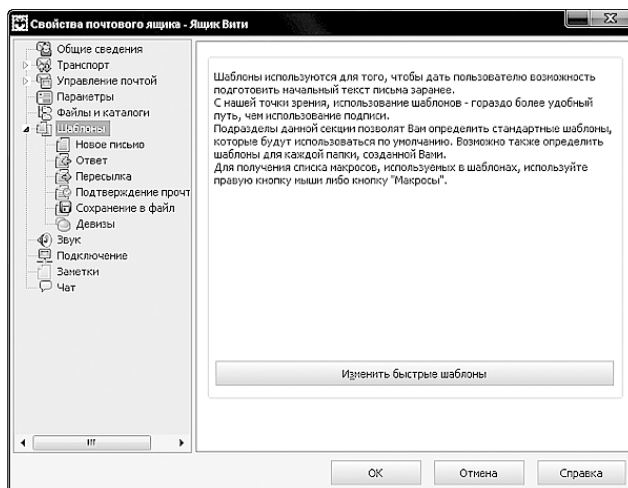 Свойства почтового ящика - Ящик Вити
Общие сведения
Транспорт
Управление почтой
Параметры
Файлы и каталоги
Шаблоны
Новое письмо
Ответ
Пересылка
Подтверждение прочт
Сохранение в файл
Девизы
Звук
Подключение
Заметки
Чат
Шаблоны используются для того, чтобы дать пользователю возможность
подготовить начальный текст письма заранее.
С нашей точки зрения, использование шаблонов - гораздо более удобный
путь, чем использование подписи.
Подразделы данной секции позволят Вам определить стандартные шаблоны,
которые будут использоваться по умолчанию. Возможно также определить
шаблоны для каждой папки, созданной Вами.
Для получения списка макросов, используемых в шаблонах, используйте
правую кнопку мыши либо кнопку "Макросы".
Изменить быстрые шаблоны
OK
Отмена
Справка